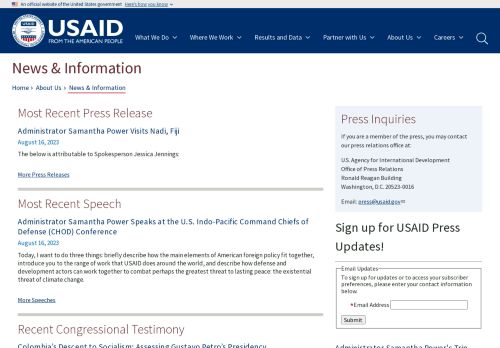 An official website of the United States government Here's how you know
USAID
FROM THE AMERICAN PEOPLE
What We Do
Where We Work
Results and Data
Partner with Us
About Us
Careers
News & Information
Home › About Us › News & Information
Most Recent Press Release
Administrator Samantha Power Visits Nadi, Fiji
August 16, 2023
The below is attributable to Spokesperson Jessica Jennings:
More Press Releases
Most Recent Speech
Administrator Samantha Power Speaks at the U.S. Indo-Pacific Command Chiefs of
Defense (CHOD) Conference
August 16, 2023
Today, I want to do three things: briefly describe how the main elements of American foreign policy fit together,
introduce you to the range of work that USAID does around the world, and describe how defense and
development actors can work together to combat perhaps the greatest threat to lasting peace: the existential
threat of climate change.
More Speeches
Recent Congressional Testimony
Colombia's Descent to Socialism: Assessing Gustavo Petro's Presidency
Press Inquiries
If you are a member of the press, you may contact
our press relations office at:
U.S. Agency for International Development
Office of Press Relations
Ronald Reagan Building
Washington, D.C. 20523-0016
Email: press@usaid.gov
Sign up for USAID Press
Updates!
Email Updates
To sign up for updates or to access your subscriber
preferences, please enter your contact information
below.
*Email Address
Submit
Administrator Samantha Power's Trip